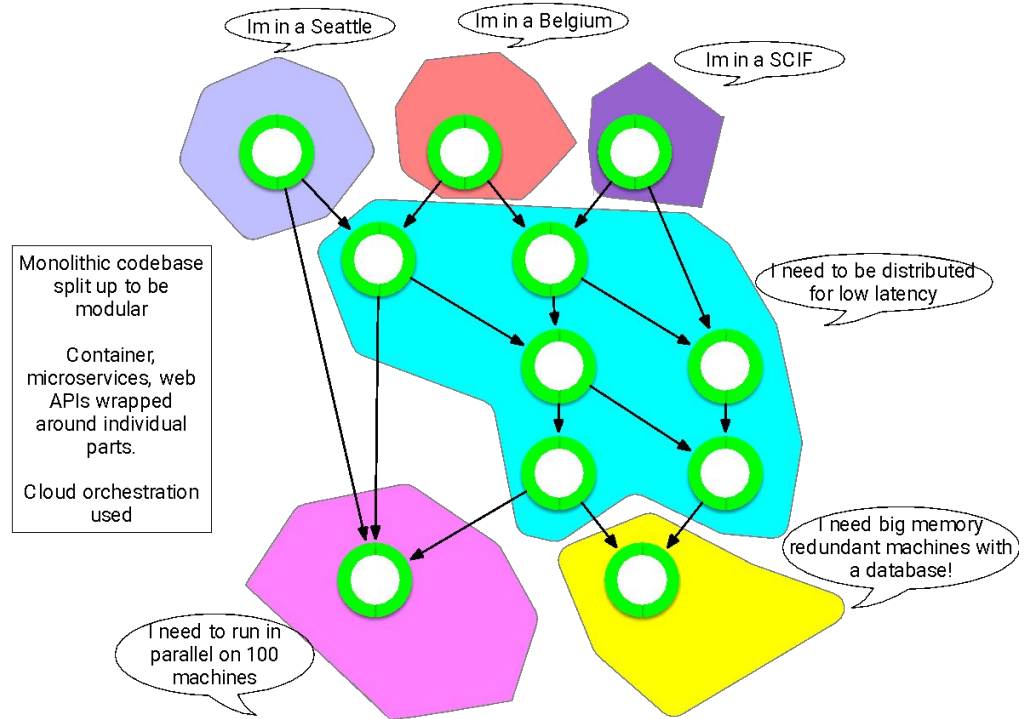 Im in a Seattle
Im in a Belgium
Im in a SCIF
Monolithic codebase
split up to be
modular
Container,
microservices, web
APIs wrapped
around individual
parts.
Cloud orchestration
used
I need to be distributed
for low latency
I need big memory
redundant machines with
a database!
I need to run in
parallel on 100
machines